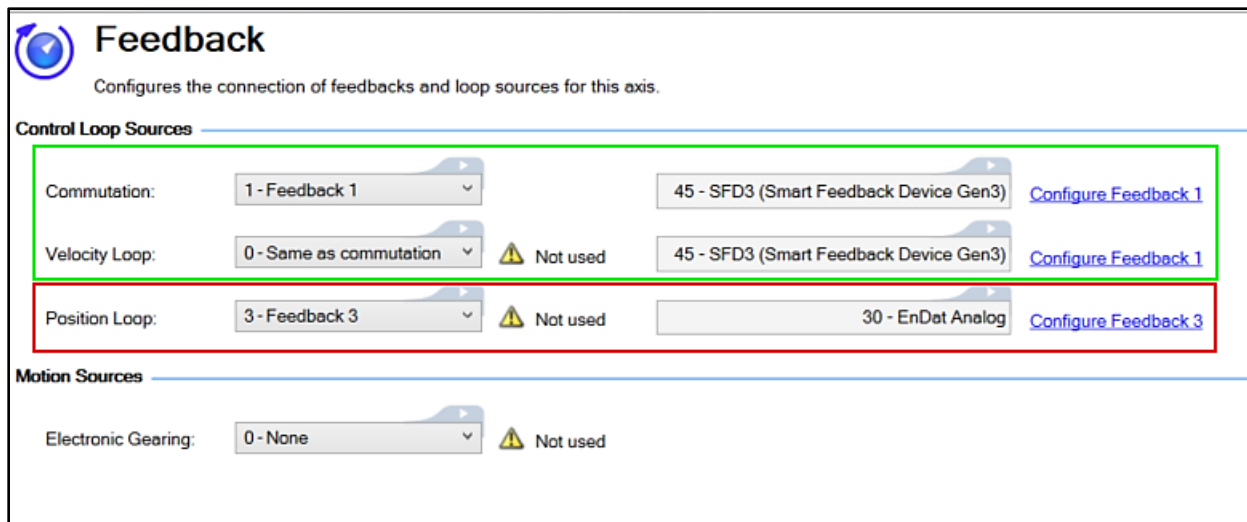 Feedback
Configures the connection of feedbacks and loop sources for this axis.
Control Loop Sources
Commutation: 1 - Feedback 1 45 - SFD3 (Smart Feedback Device Gen3) Configure Feedback 1
Velocity Loop: 0 - Same as commutation Not used 45 - SFD3 (Smart Feedback Device Gen3) Configure Feedback 1
Position Loop: 3 - Feedback 3 Not used 30 - EnDat Analog Configure Feedback 3
Motion Sources
Electronic Gearing: 0 - None Not used